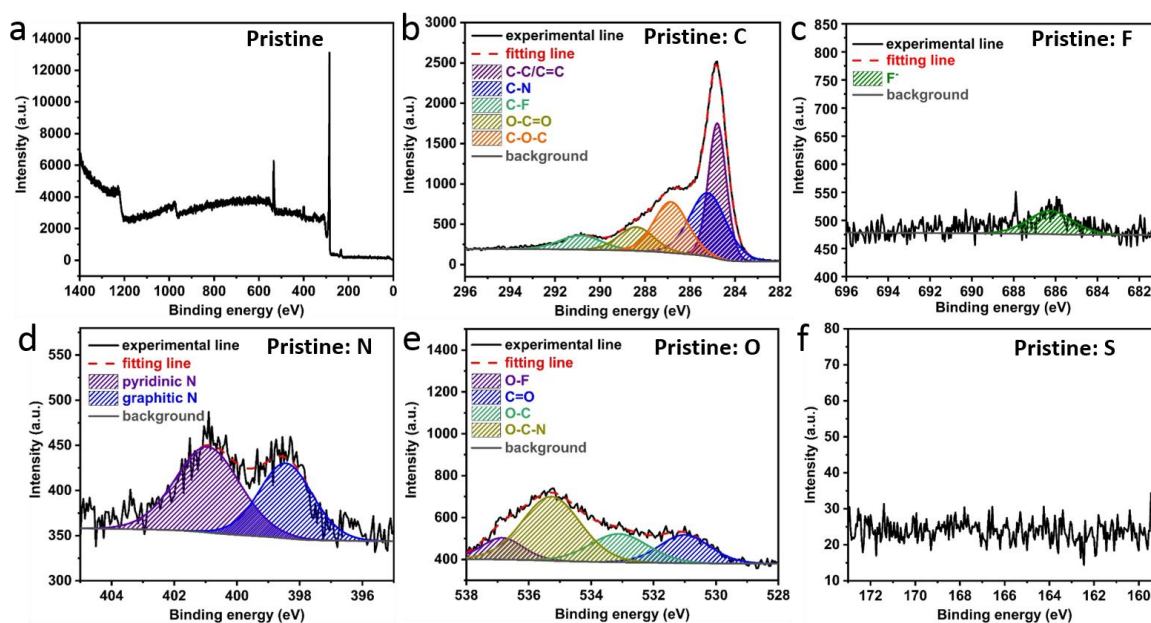 a
Pristine
14000
12000
10000
8000
6000
4000
2000
0
Intensity (a.u.)
1400 1200 1000 800 600 400 200 0
Binding energy (eV)
b
Pristine: C
experimental line
fitting line
C-C/C=C
C-N
C-F
O-C=O
C-O-C
background
3000
2500
2000
1500
1000
500
0
Intensity (a.u.)
296 294 292 290 288 286 284 282
Binding energy (eV)
c
Pristine: F
experimental line
fitting line
F-
background
850
800
750
700
650
600
550
500
450
400
Intensity (a.u.)
696 694 692 690 688 686 684 682
Binding energy (eV)
d
Pristine: N
experimental line
fitting line
pyridinic N
graphitic N
background
550
500
450
400
350
300
Intensity (a.u.)
404 402 400 398 396
Binding energy (eV)
e
Pristine: O
experimental line
fitting line
O-F
C=O
O-C
O-C-N
background
1400
1200
1000
800
600
400
Intensity (a.u.)
538 536 534 532 530 528
Binding energy (eV)
f
Pristine: S
80
70
60
50
40
30
20
10
Intensity (a.u.)
172 170 168 166 164 162 160
Binding energy (eV)